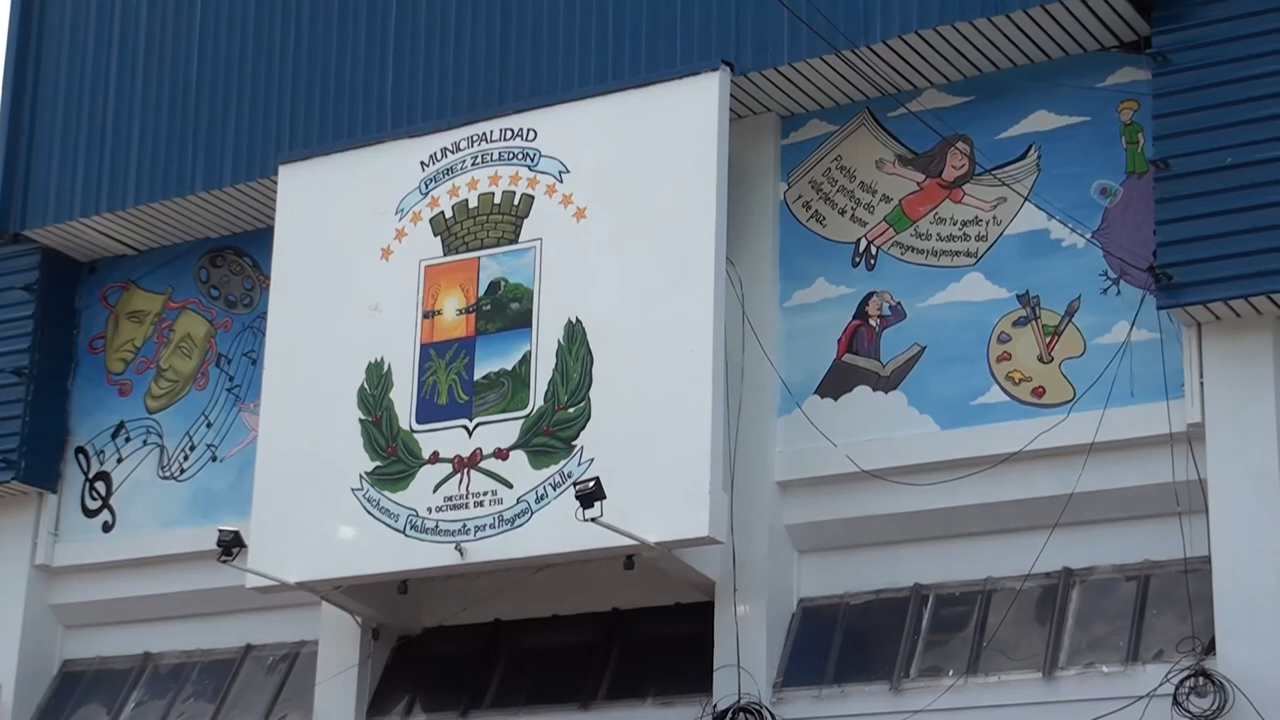 MUNICIPALIDAD
PÉREZ ZELEDÓN
DECRETO Nº 31
9 OCTUBRE DE 1931
Luchemos Valientemente por el Progreso del Valle
Pueblo noble por
Dios protegido.
Valle pleno de honor
y de paz,
Son tu gente y tu
Suelo sustento del
progreso y la prosperidad